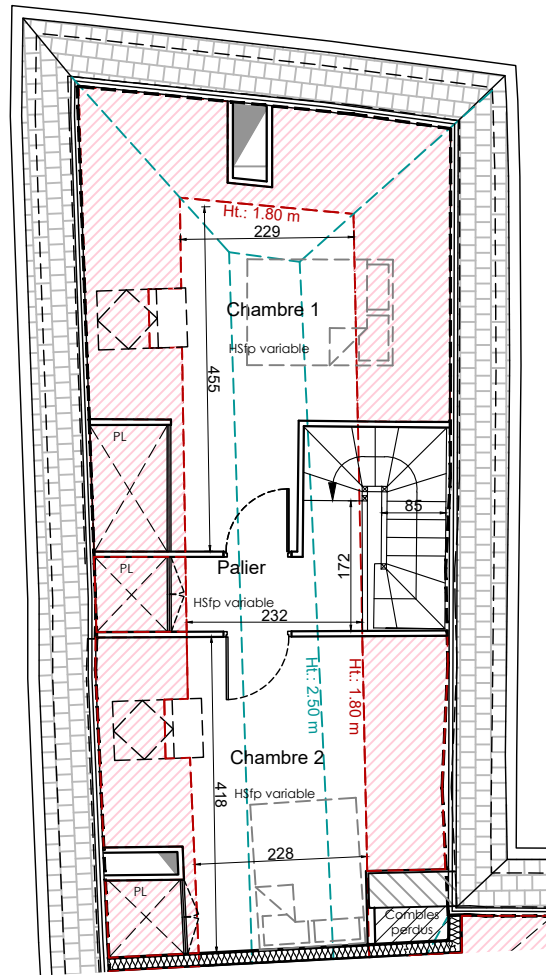 Ht.: 1.80 m
229
Chambre 1
HSfp variable
455
PL
85
172
PL
Palier
HSfp variable
232
Ht.: 2.50 m
Ht.: 1.80 m
Chambre 2
HSfp variable
418
228
PL
Combles
perdus